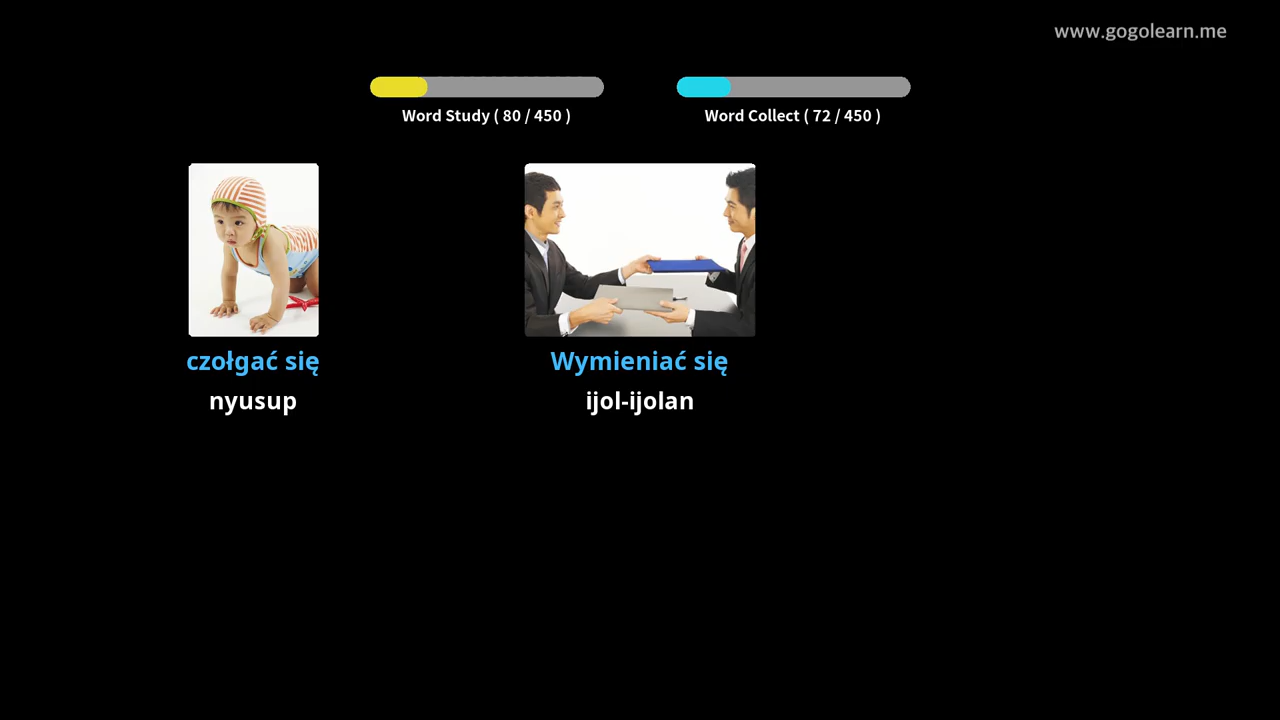 www.gogolearn.me
Word Study ( 80 / 450 )
Word Collect ( 72 / 450 )
czołgać się
nyusup
Wymieniać się
ijol-ijolan